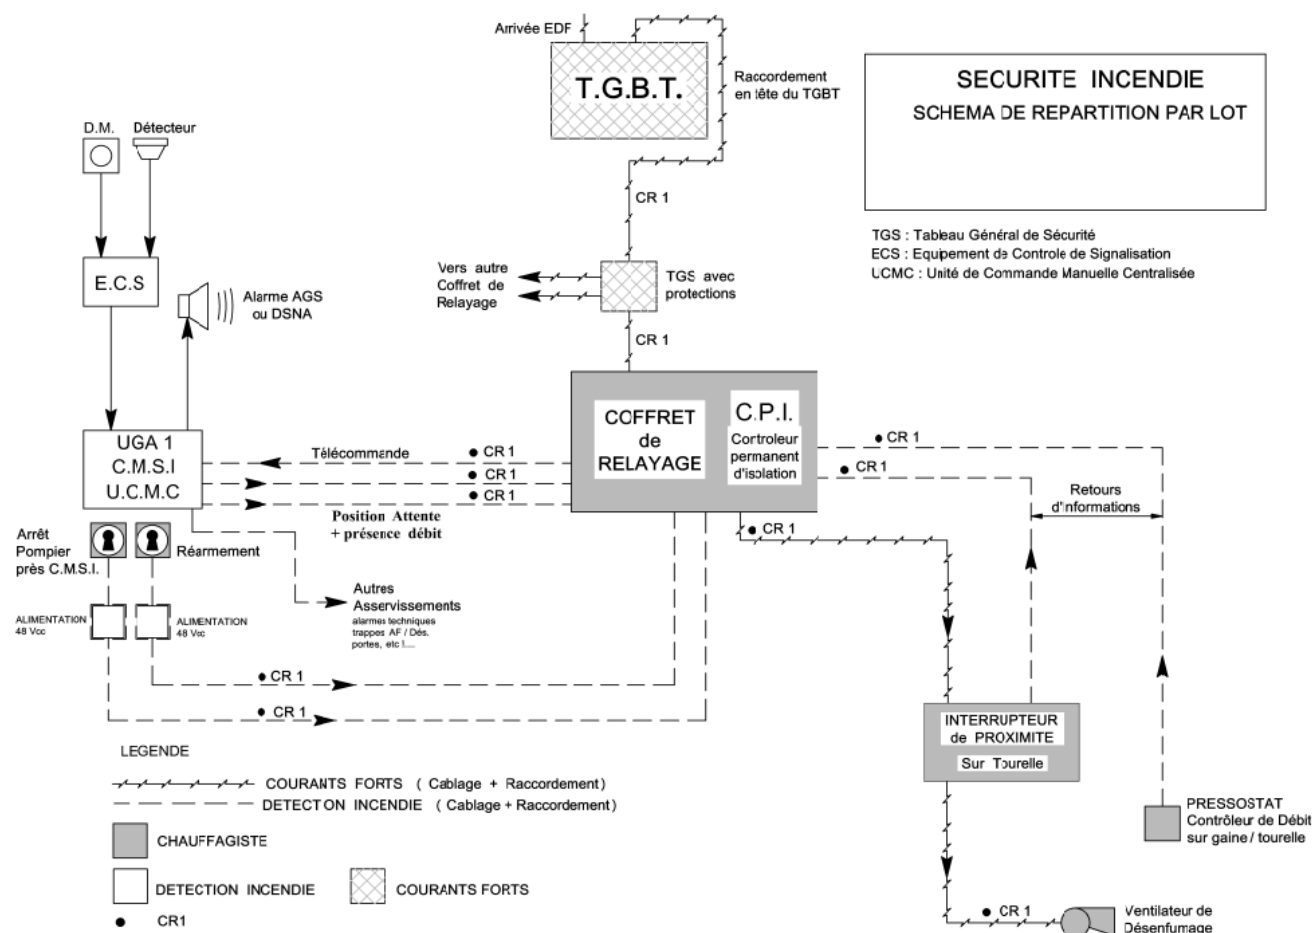 Arrivée EDF
T.G.B.T.
Raccordement
en tête du TGBT
SECURITE INCENDIE
SCHEMA DE REPARTITION PAR LOT
D.M.
Détecteur
CR 1
TGS : Tableau Général de Sécurité
ECS : Equipement de Controle de Signalisation
UCMC : Unité de Commande Manuelle Centralisée
E.C.S
Alarme AGS
ou DSNA
Vers autre
Coffret de
Relayage
TGS avec
protections
CR 1
COFFRET
de
RELAYAGE
C.P.I.
Controleur
permanent
d'isolation
UGA 1
C.M.S.I
U.C.M.C
Télécommande
CR 1
CR 1
CR 1
Position Attente
+ présence débit
CR 1
CR 1
Retours
d'informations
CR 1
Arrêt
Pompier
près C.M.S.I.
Réarmement
Autres
Asservissements
alarmes techniques
trappes AF / Dés.
portes, etc !....
ALIMENTATION
48 Vcc
ALIMENTATION
48 Vcc
CR 1
CR 1
INTERRUPTEUR
de PROXIMITE
Sur Tourelle
PRESSOSTAT
Contrôleur de Débit
sur gaine / tourelle
CR 1
Ventilateur de
Désenfumage
LEGENDE
COURANTS FORTS ( Cablage + Raccordement)
DETECTION INCENDIE ( Cablage + Raccordement)
CHAUFFAGISTE
DETECTION INCENDIE
COURANTS FORTS
CR1